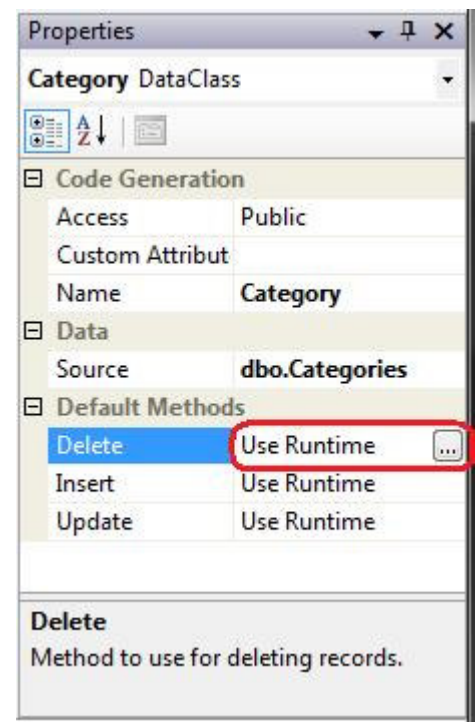 Properties
Category DataClass
A
Z
Code Generation
Access Public
Custom Attribut
Name Category
Data
Source dbo.Categories
Default Methods
Delete Use Runtime ...
Insert Use Runtime
Update Use Runtime
Delete
Method to use for deleting records.